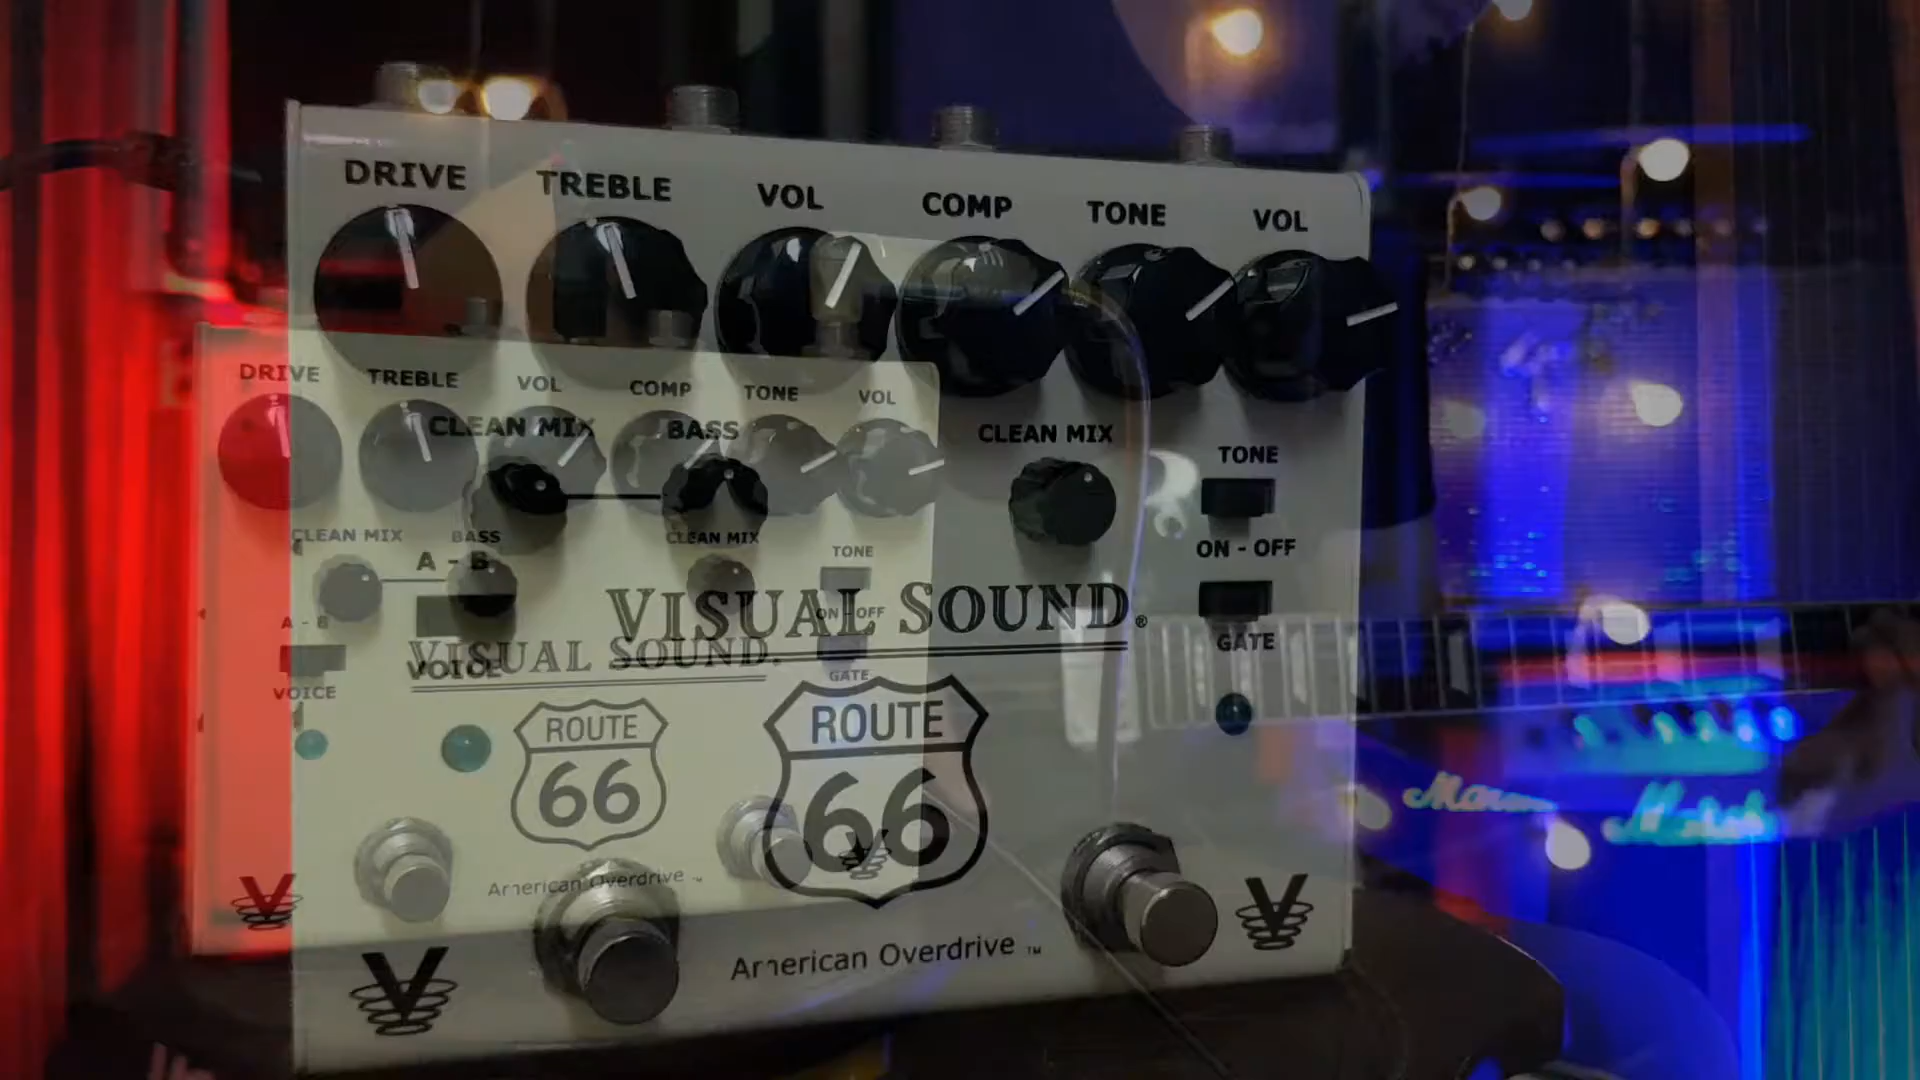 DRIVE TREBLE VOL COMP TONE VOL
CLEAN MIX BASS CLEAN MIX TONE
A - B ON - OFF
VOICE GATE
VISUAL SOUND®
ROUTE
66
American Overdrive ™
DRIVE TREBLE VOL COMP TONE VOL
CLEAN MIX BASS CLEAN MIX TONE
A - B ON - OFF
VOICE GATE
VISUAL SOUND.
ROUTE
66
American Overdrive